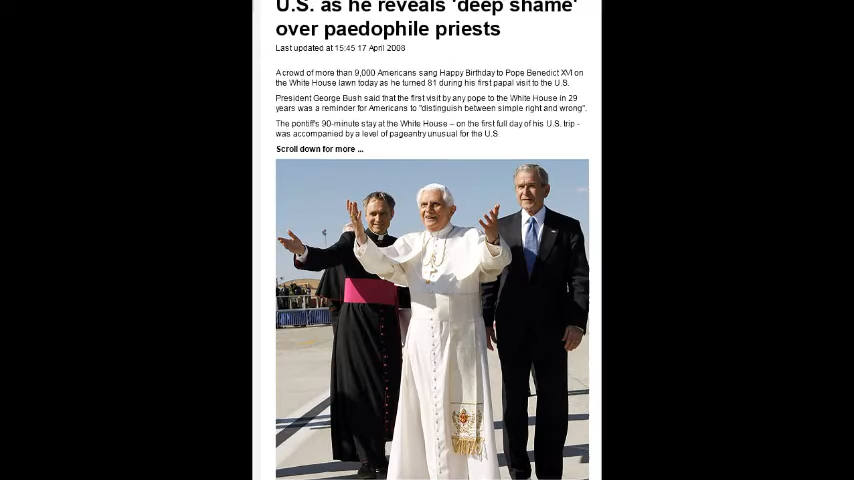 U.S. as he reveals 'deep shame'
over paedophile priests
Last updated at 15:45 17 April 2008
A crowd of more than 9,000 Americans sang Happy Birthday to Pope Benedict XVI on
the White House lawn today as he turned 81 during his first papal visit to the U.S.
President George Bush said that the first visit by any pope to the White House in 29
years was a reminder for Americans to "distinguish between simple right and wrong".
The pontiff's 90-minute stay at the White House – on the first full day of his U.S. trip -
was accompanied by a level of pageantry unusual for the U.S.
Scroll down for more ...